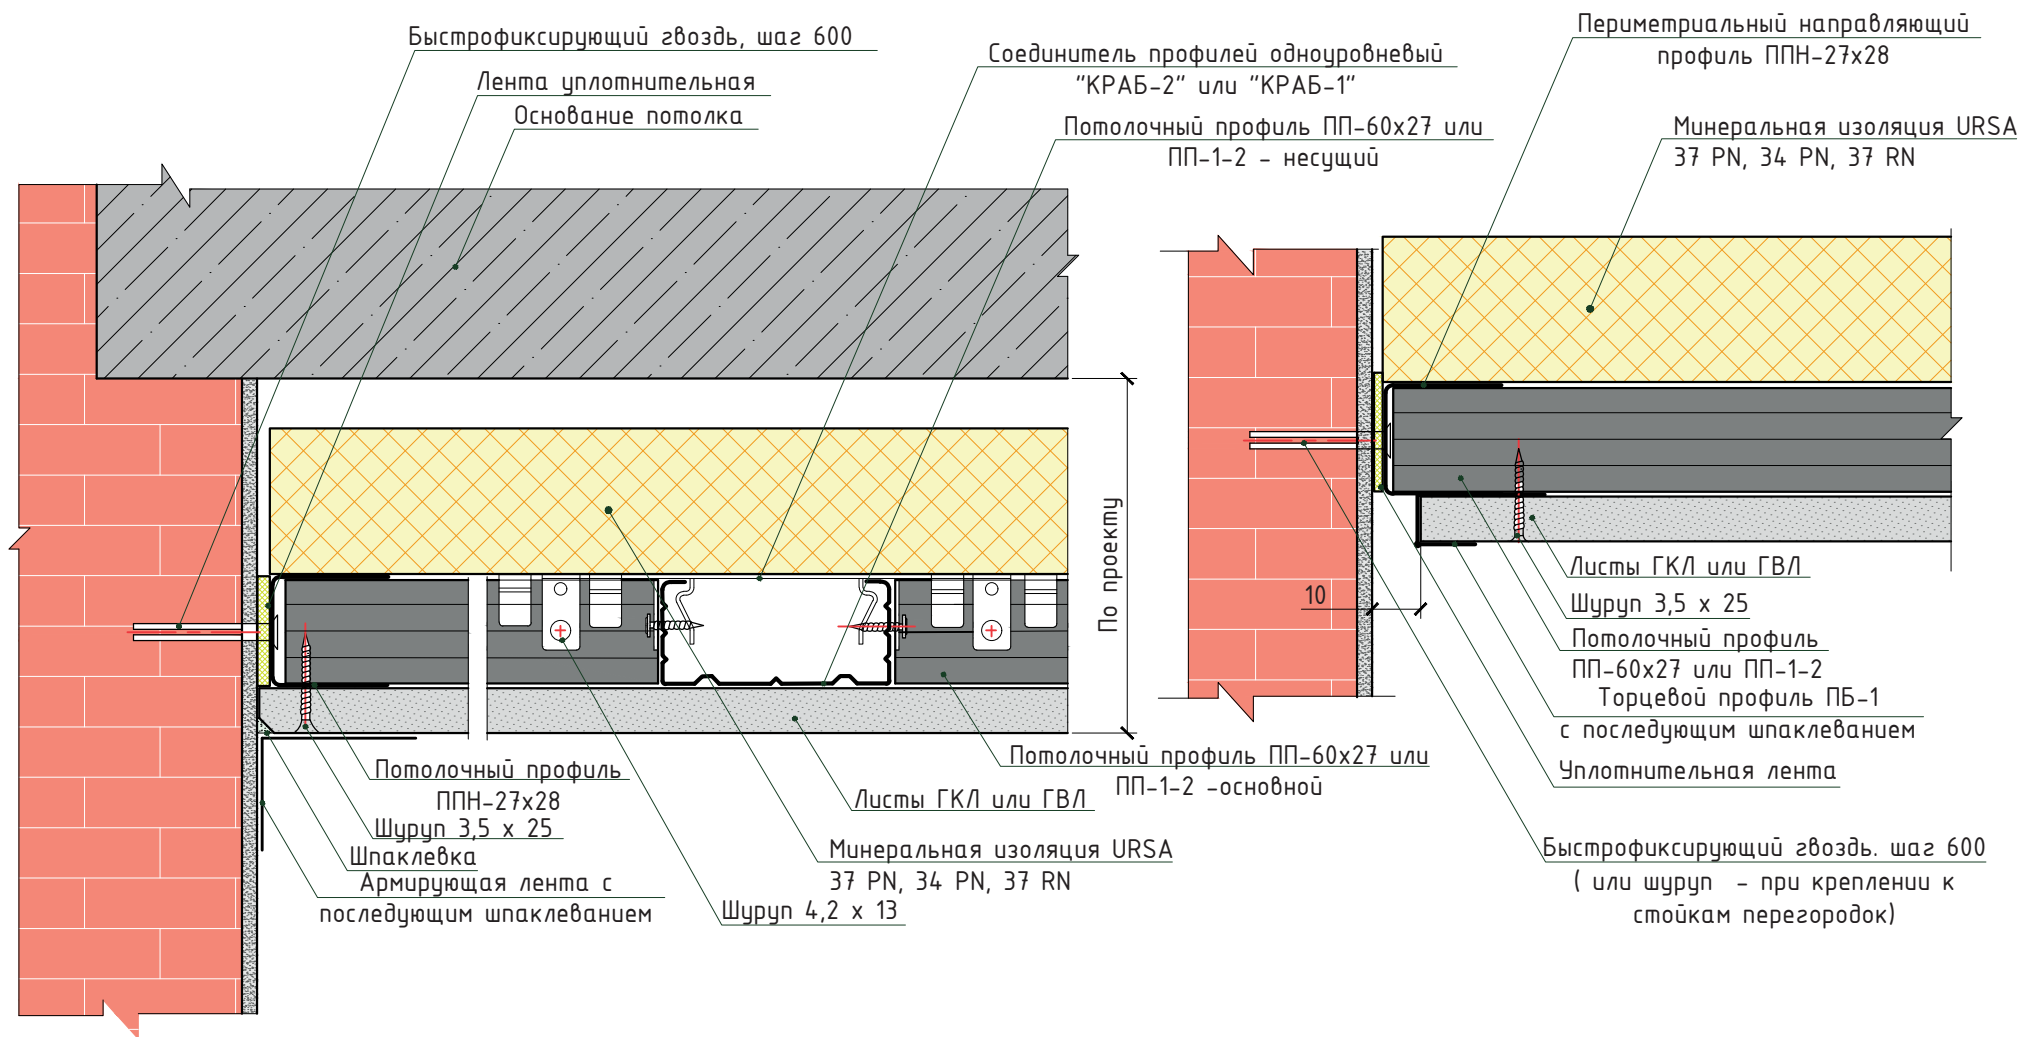 Быстрофиксирующий гвоздь, шаг 600
Лента уплотнительная
Основание потолка
Соединитель профилей одноуровневый
"КРАБ-2" или "КРАБ-1"
Потолочный профиль ПП-60х27 или
ПП-1-2 - несущий
Периметриальный направляющий
профиль ППН-27х28
Минеральная изоляция URSA
37 PN, 34 PN, 37 RN
По проекту
10
Потолочный профиль
ППН-27х28
Шуруп 3,5 х 25
Шпаклевка
Армирующая лента с
последующим шпаклеванием
Потолочный профиль ПП-60х27 или
ПП-1-2 -основной
Листы ГКЛ или ГВЛ
Минеральная изоляция URSA
37 PN, 34 PN, 37 RN
Шуруп 4,2 х 13
Листы ГКЛ или ГВЛ
Шуруп 3,5 х 25
Потолочный профиль
ПП-60х27 или ПП-1-2
Торцевой профиль ПБ-1
с последующим шпаклеванием
Уплотнительная лента
Быстрофиксирующий гвоздь. шаг 600
( или шуруп - при креплении к
стойкам перегородок)